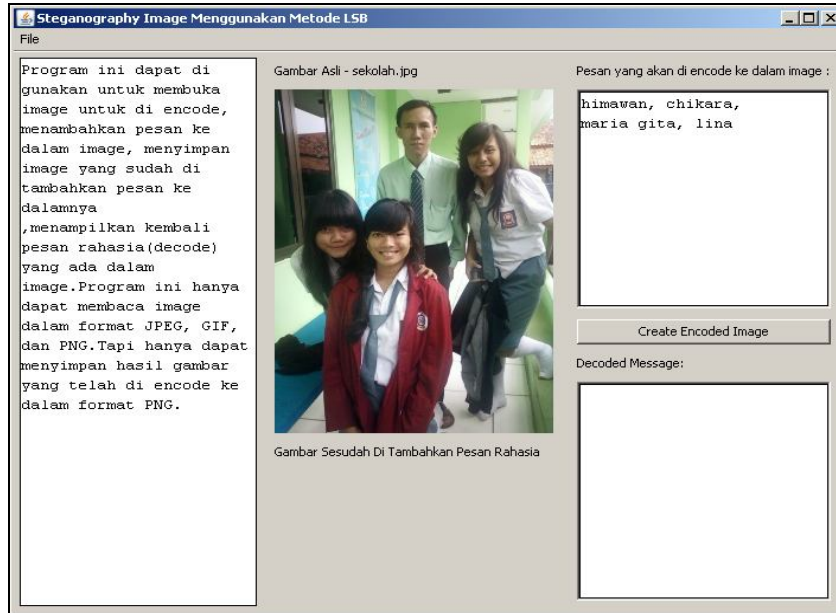 Steganography Image Menggunakan Metode LSB
File
Program ini dapat di
gunakan untuk membuka
image untuk di encode,
menambahkan pesan ke
dalam image, menyimpan
image yang sudah di
tambahkan pesan ke
dalamnya
,menampilkan kembali
pesan rahasia(decode)
yang ada dalam
image.Program ini hanya
dapat membaca image
dalam format JPEG, GIF,
dan PNG.Tapi hanya dapat
menyimpan hasil gambar
yang telah di encode ke
dalam format PNG.
Gambar Asli - sekolah.jpg
Gambar Sesudah Di Tambahkan Pesan Rahasia
Pesan yang akan di encode ke dalam image :
himawan, chikara,
maria gita, lina
Create Encoded Image
Decoded Message: